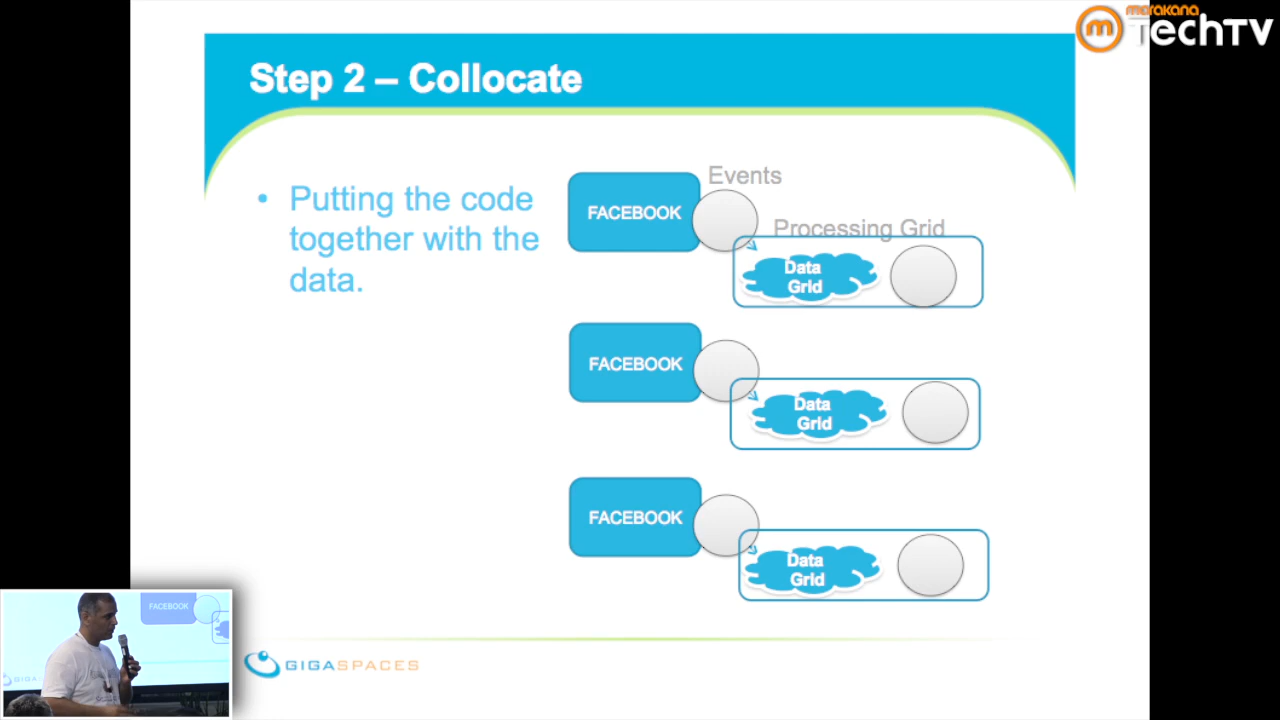 marakana
TechTV
Step 2 – Collocate
• Putting the code
together with the
data.
Events
Processing Grid
FACEBOOK
Data
Grid
FACEBOOK
Data
Grid
FACEBOOK
Data
Grid
FACEBOOK
GIGASPACES